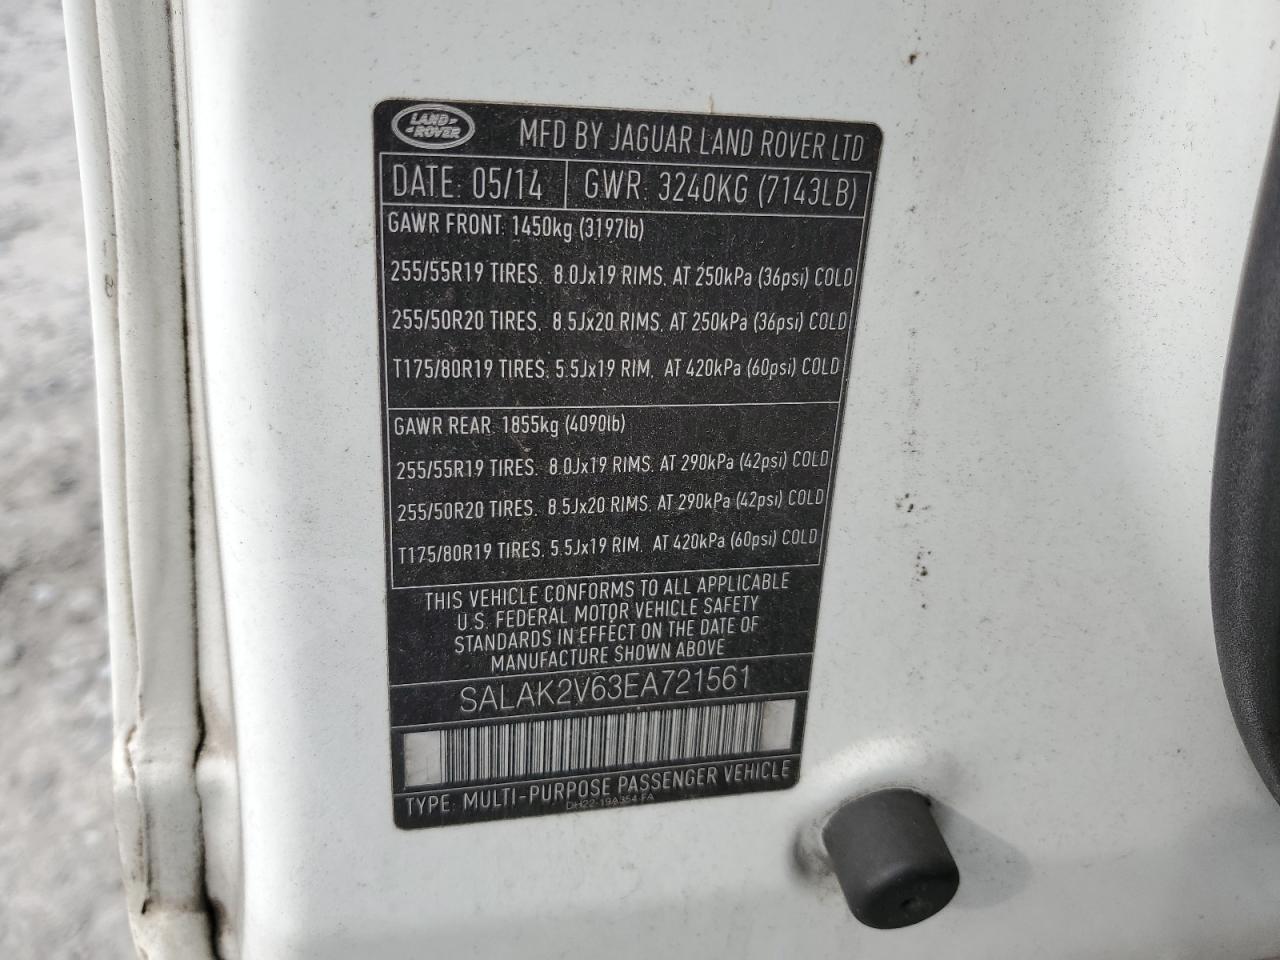 LAND-
-ROVER
MFD BY JAGUAR LAND ROVER LTD
DATE: 05/14 GWR: 3240KG (7143LB)
GAWR FRONT: 1450kg (3197lb)
255/55R19 TIRES. 8.0Jx19 RIMS. AT 250kPa (36psi) COLD
255/50R20 TIRES. 8.5Jx20 RIMS. AT 250kPa (36psi) COLD
T175/80R19 TIRES. 5.5Jx19 RIM. AT 420kPa (60psi) COLD
GAWR REAR: 1855kg (4090lb)
255/55R19 TIRES. 8.0Jx19 RIMS. AT 290kPa (42psi) COLD
255/50R20 TIRES. 8.5Jx20 RIMS. AT 290kPa (42psi) COLD
T175/80R19 TIRES. 5.5Jx19 RIM. AT 420kPa (60psi) COLD
THIS VEHICLE CONFORMS TO ALL APPLICABLE
U.S. FEDERAL MOTOR VEHICLE SAFETY
STANDARDS IN EFFECT ON THE DATE OF
MANUFACTURE SHOWN ABOVE
SALAK2V63EA721561
TYPE: MULTI-PURPOSE PASSENGER VEHICLE
DH22-19A354-FA